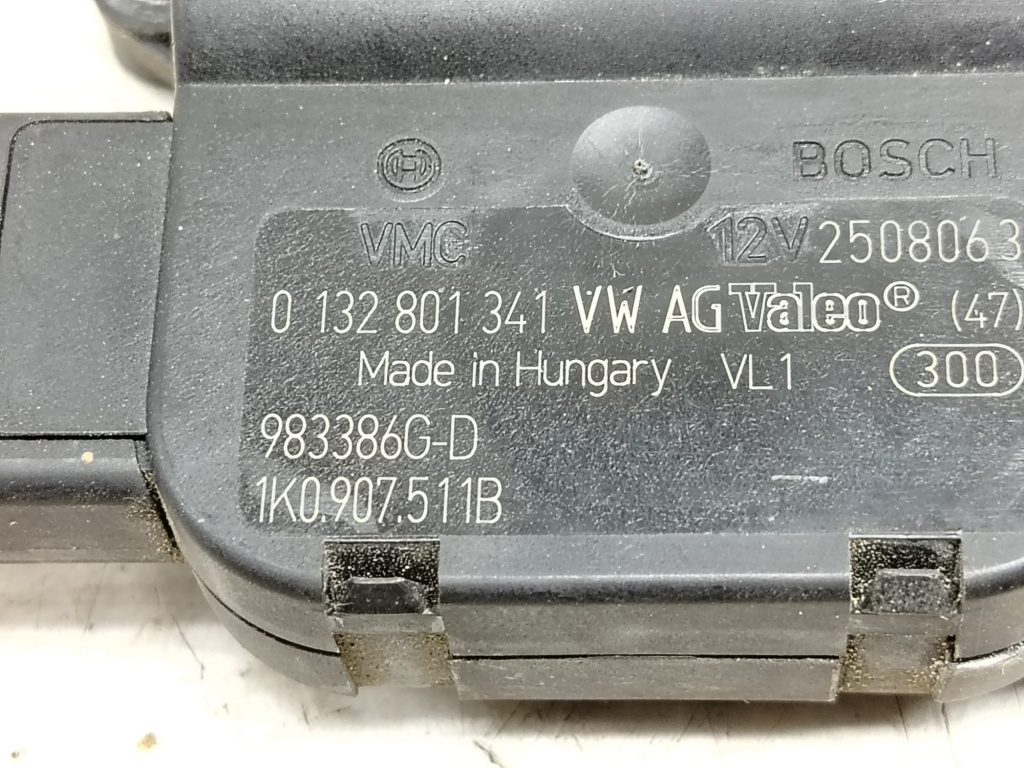 BOSCH
VMC 12V 2508063
0 132 801 341 VW AG Valeo® (47)
Made in Hungary VL1 300
983386G-D
1K0.907.511B